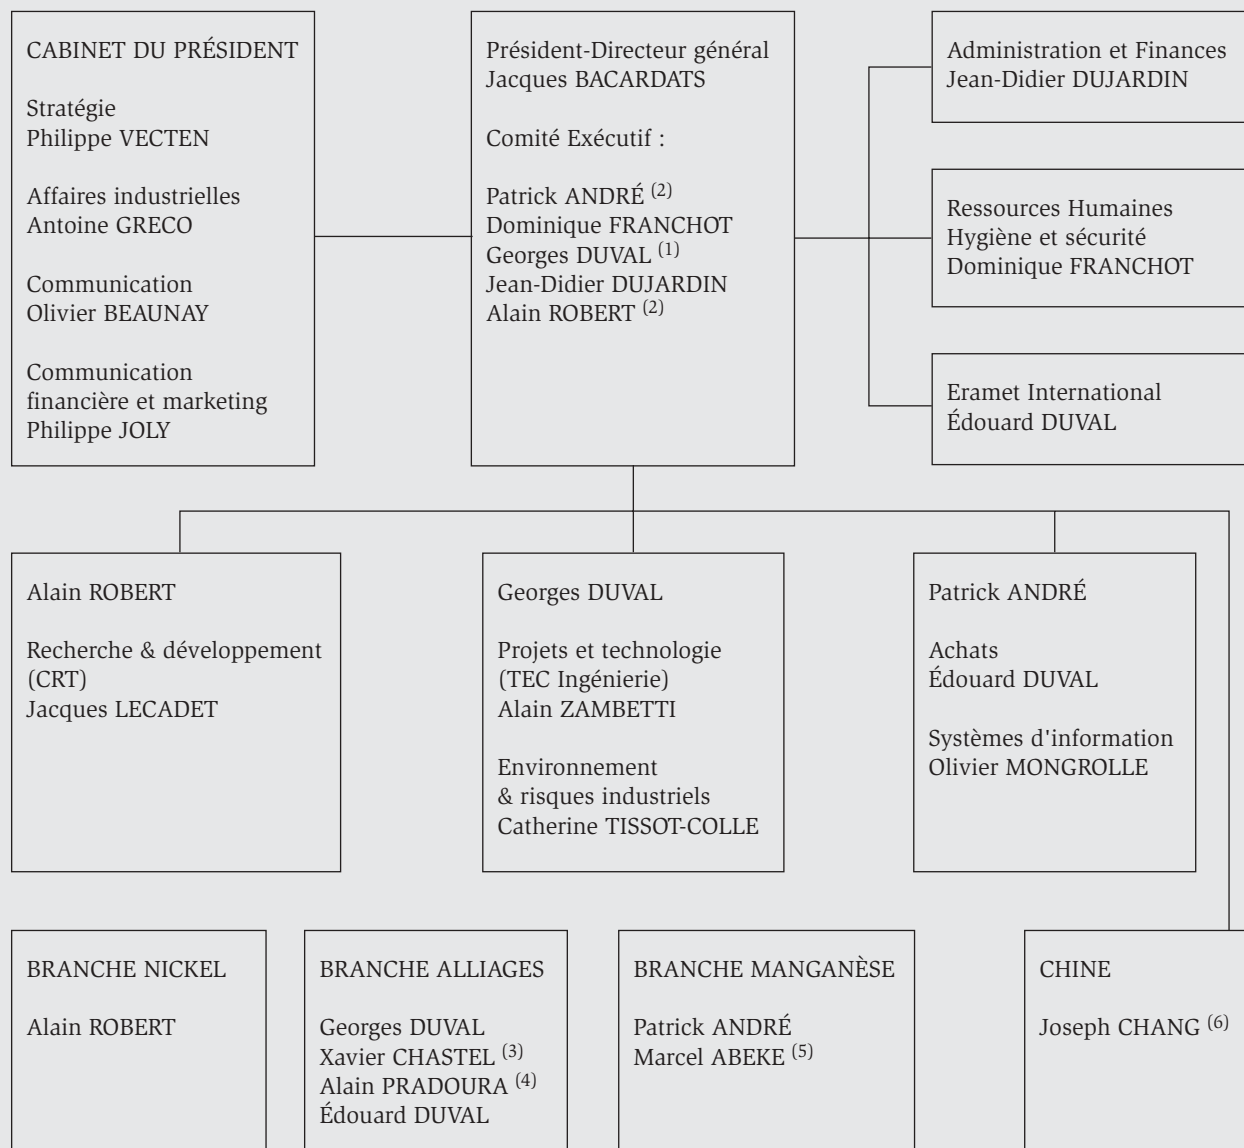 CABINET DU PRÉSIDENT
Stratégie
Philippe VECTEN
Affaires industrielles
Antoine GRECO
Communication
Olivier BEAUNAY
Communication
financière et marketing
Philippe JOLY
Président-Directeur général
Jacques BACARDATS
Comité Exécutif :
Patrick ANDRÉ (2)
Dominique FRANCHOT
Georges DUVAL (1)
Jean-Didier DUJARDIN
Alain ROBERT (2)
Administration et Finances
Jean-Didier DUJARDIN
Ressources Humaines
Hygiène et sécurité
Dominique FRANCHOT
Eramet International
Édouard DUVAL
Alain ROBERT
Recherche & développement
(CRT)
Jacques LECADET
Georges DUVAL
Projets et technologie
(TEC Ingénierie)
Alain ZAMBETTI
Environnement
& risques industriels
Catherine TISSOT-COLLE
Patrick ANDRÉ
Achats
Édouard DUVAL
Systèmes d'information
Olivier MONGROLLE
BRANCHE NICKEL
Alain ROBERT
BRANCHE ALLIAGES
Georges DUVAL
Xavier CHASTEL (3)
Alain PRADOURA (4)
Édouard DUVAL
BRANCHE MANGANÈSE
Patrick ANDRÉ
Marcel ABEKE (5)
CHINE
Joseph CHANG (6)